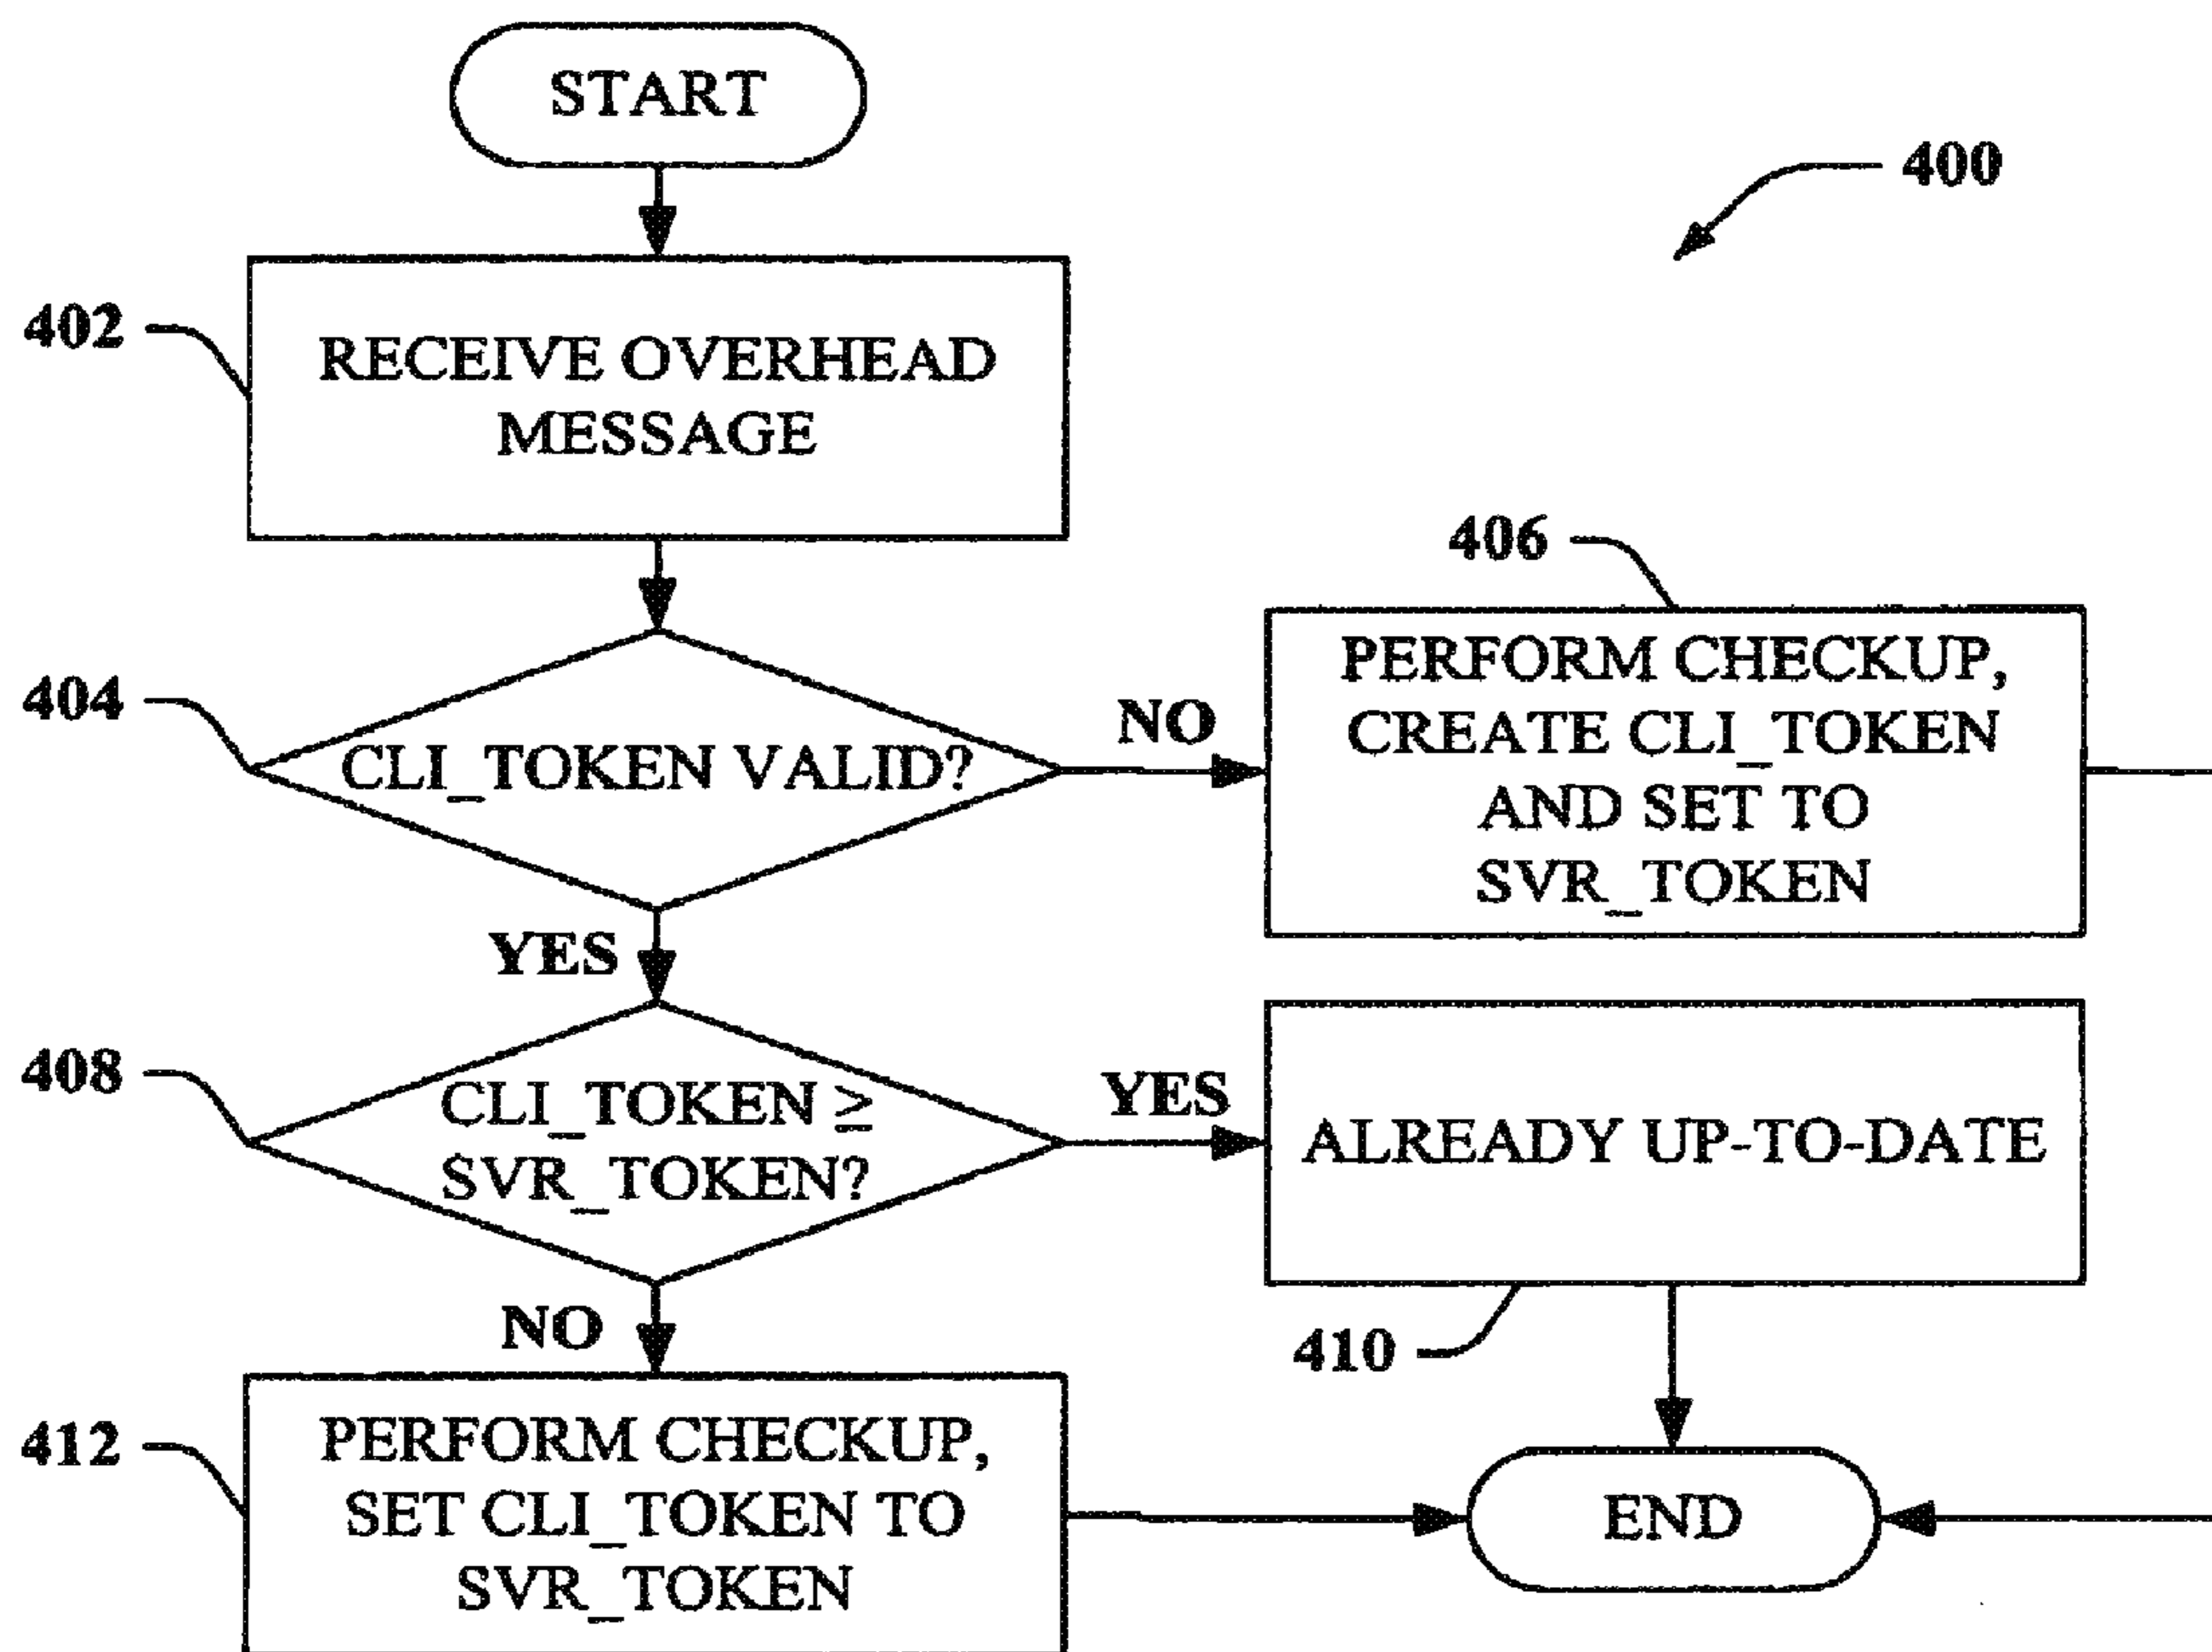 START
400
402
RECEIVE OVERHEAD
MESSAGE
404
CLI_TOKEN VALID?
NO
406
PERFORM CHECKUP,
CREATE CLI_TOKEN
AND SET TO
SVR_TOKEN
YES
408
CLI_TOKEN ≥
SVR_TOKEN?
YES
ALREADY UP-TO-DATE
410
NO
412
PERFORM CHECKUP,
SET CLI_TOKEN TO
SVR_TOKEN
END